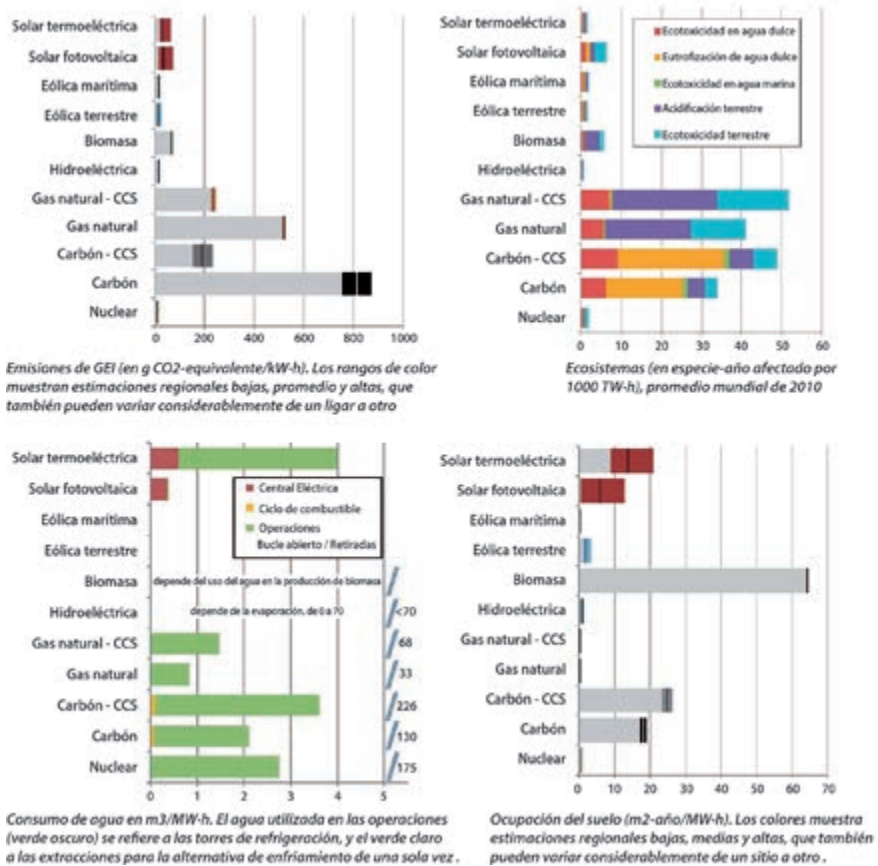 Solar termoeléctrica
Solar fotovoltaica
Eólica marítima
Eólica terrestre
Biomasa
Hidroeléctrica
Gas natural - CCS
Gas natural
Carbón - CCS
Carbón
Nuclear
0 200 400 600 800 1000
Emisiones de GEI (en g CO2-equivalente/kW-h). Los rangos de color
muestran estimaciones regionales bajas, promedio y altas, que
también pueden variar considerablemente de un ligar a otro
Solar termoeléctrica
Solar fotovoltaica
Eólica marítima
Eólica terrestre
Biomasa
Hidroeléctrica
Gas natural - CCS
Gas natural
Carbón - CCS
Carbón
Nuclear
Ecotoxicidad en agua dulce
Eutrofización de agua dulce
Ecotoxicidad en agua marina
Acidificación terrestre
Ecotoxicidad terrestre
0 10 20 30 40 50 60
Ecosistemas (en especie-año afectado por
1000 TW-h), promedio mundial de 2010
Solar termoeléctrica
Solar fotovoltaica
Eólica marítima
Eólica terrestre
Biomasa depende del uso del agua en la producción de biomasa
Hidroeléctrica depende de la evaporación, de 0 a 70 <70
Gas natural - CCS 68
Gas natural 33
Carbón - CCS 226
Carbón 130
Nuclear 175
Central Eléctrica
Ciclo de combustible
Operaciones
Bucle abierto / Retiradas
0 1 2 3 4 5
Consumo de agua en m3/MW-h. El agua utilizada en las operaciones
(verde oscuro) se refiere a las torres de refrigeración, y el verde claro
a las extracciones para la alternativa de enfriamiento de una sola vez .
Solar termoeléctrica
Solar fotovoltaica
Eólica marítima
Eólica terrestre
Biomasa
Hidroeléctrica
Gas natural - CCS
Gas natural
Carbón - CCS
Carbón
Nuclear
0 10 20 30 40 50 60 70
Ocupación del suelo (m2-año/MW-h). Los colores muestra
estimaciones regionales bajas, medias y altas, que también
pueden variar considerablemente de un sitio a otro .